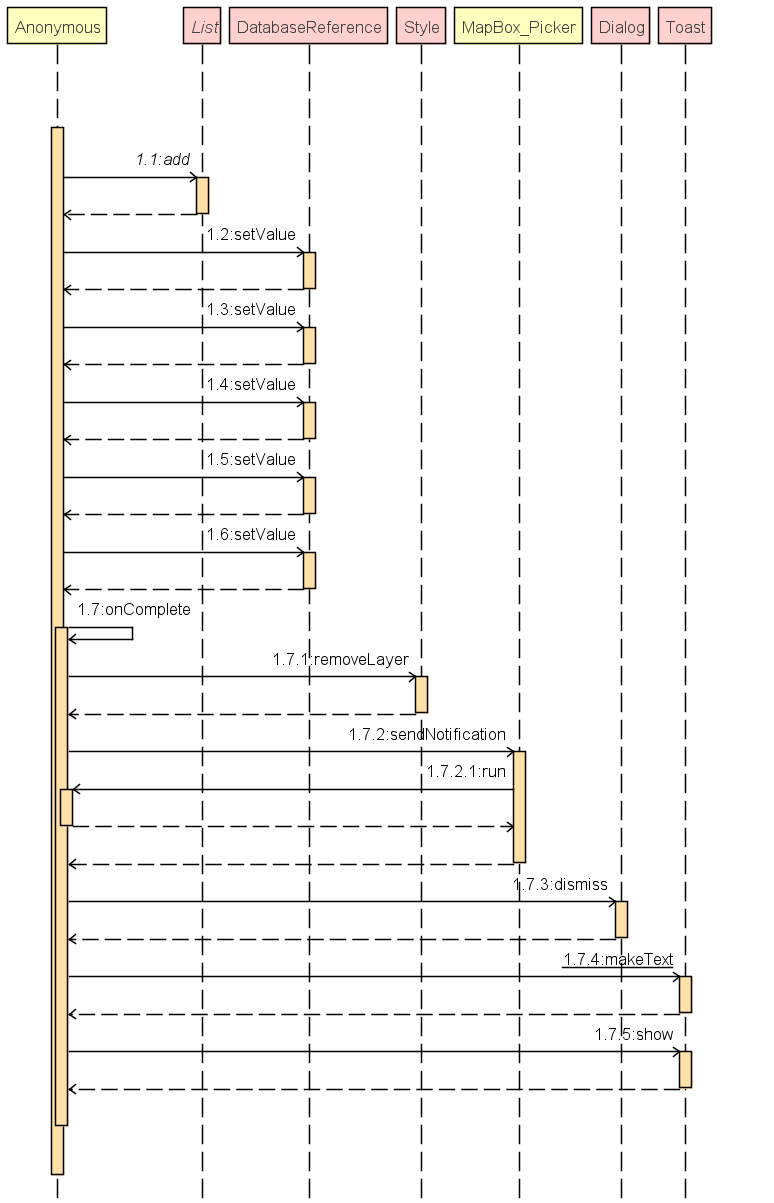 Anonymous List DatabaseReference Style MapBox_Picker Dialog Toast
1.1:add
1.2:setValue
1.3:setValue
1.4:setValue
1.5:setValue
1.6:setValue
1.7:onComplete
1.7.1:removeLayer
1.7.2:sendNotification
1.7.2.1:run
1.7.3:dismiss
1.7.4:makeText
1.7.5:show